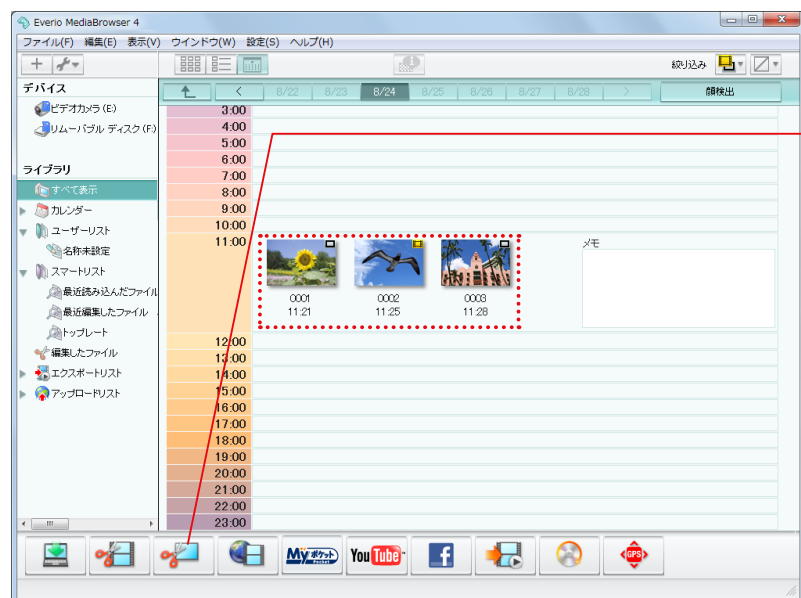 Everio MediaBrowser 4
ファイル(F) 編集(E) 表示(V) ウインドウ(W) 設定(S) ヘルプ(H)
絞り込み
デバイス
ビデオカメラ (E:)
リムーバブル ディスク (F:)
ライブラリ
すべて表示
カレンダー
ユーザーリスト
名称未設定
スマートリスト
最近読み込んだファイル
最近編集したファイル
トップレート
編集したファイル
エクスポートリスト
アップロードリスト
8/22 8/23 8/24 8/25 8/26 8/27 8/28 顔検出
3:00
4:00
5:00
6:00
7:00
8:00
9:00
10:00
11:00
メモ
0001 0002 0003
11:21 11:25 11:28
12:00
13:00
14:00
15:00
16:00
17:00
18:00
19:00
20:00
21:00
22:00
23:00
Myポケット Pocket YouTube f GPS